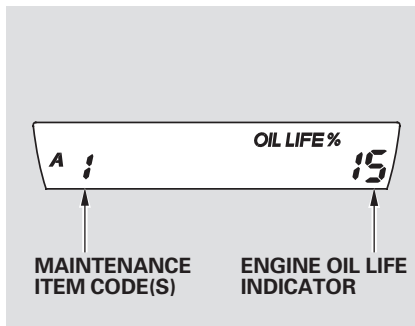 OIL LIFE %
A 1 15
MAINTENANCE
ITEM CODE(S)
ENGINE OIL LIFE
INDICATOR